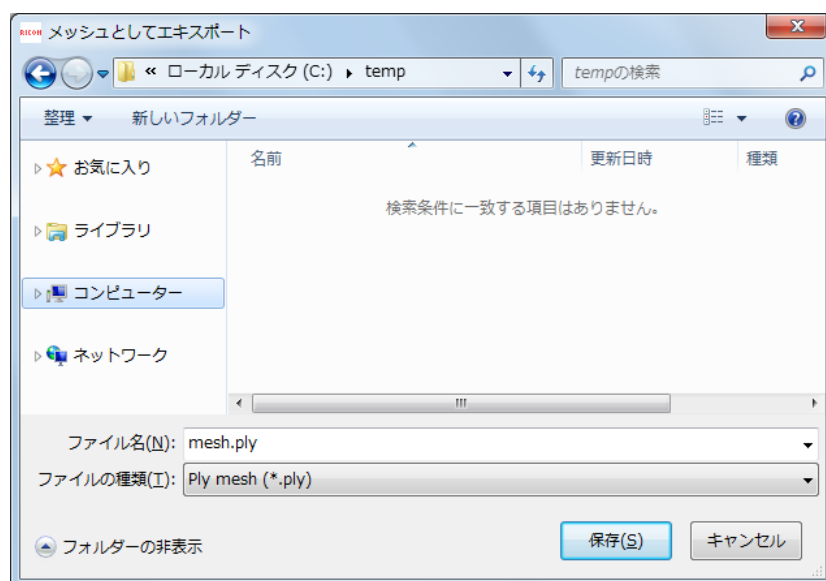 RICOH メッシュとしてエキスポート
« ローカル ディスク (C:) temp tempの検索
整理 新しいフォルダー
名前 更新日時 種類
お気に入り
検索条件に一致する項目はありません。
ライブラリ
コンピューター
ネットワーク
ファイル名(N): mesh.ply
ファイルの種類(T): Ply mesh (*.ply)
フォルダーの非表示 保存(S) キャンセル